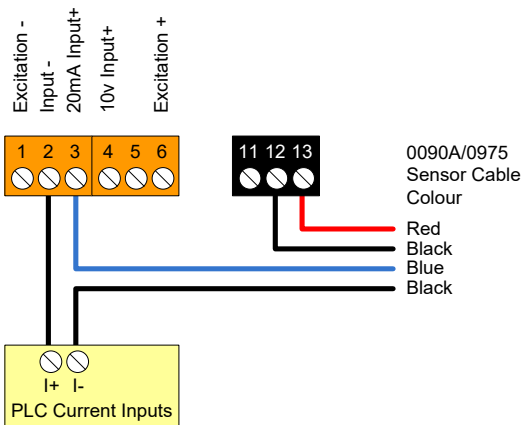 Excitation -
Input -
20mA Input+
10v Input+
Excitation +
1 2 3 4 5 6
11 12 13
0090A/0975
Sensor Cable
Colour
Red
Black
Blue
Black
I+ I-
PLC Current Inputs